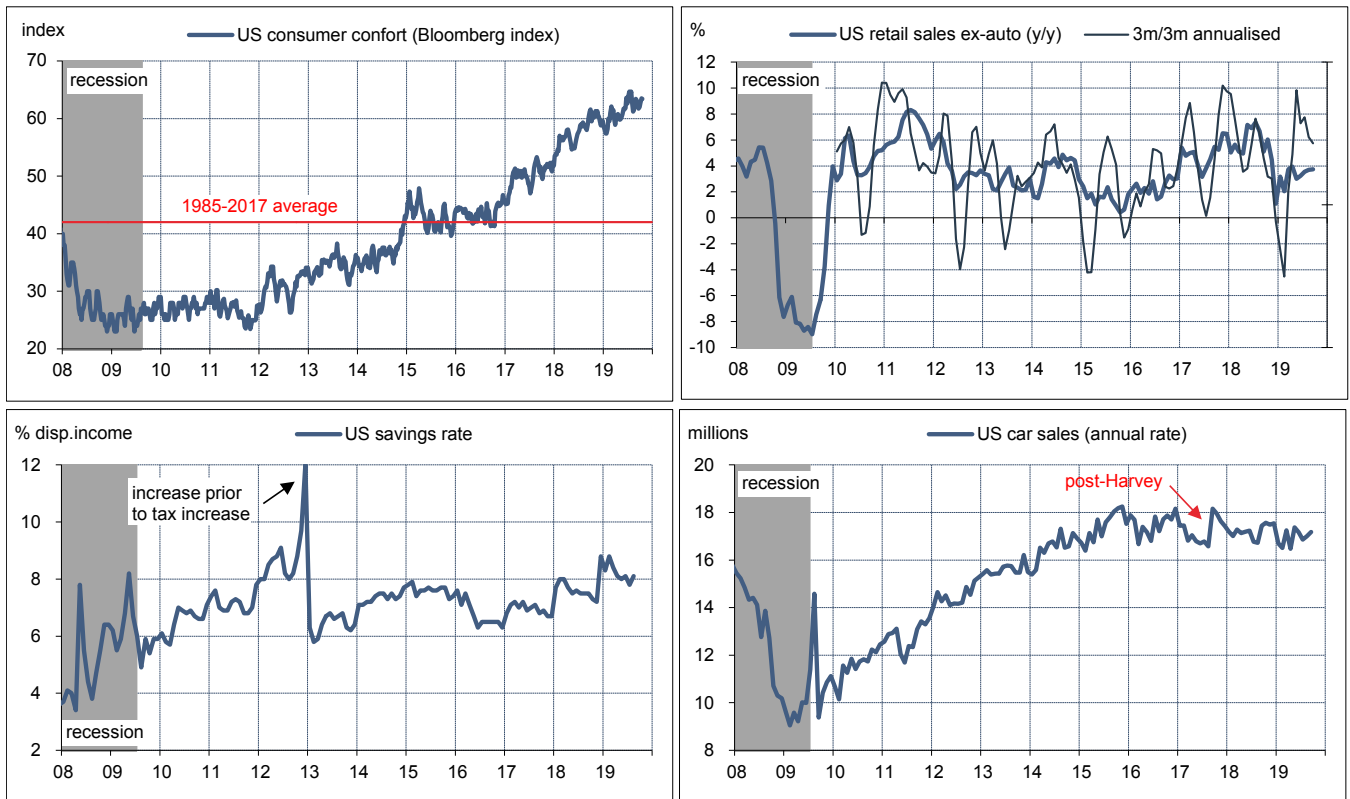 index
US consumer confort (Bloomberg index)
70
60
50
40
30
20
recession
1985-2017 average
08 09 10 11 12 13 14 15 16 17 18 19
%
US retail sales ex-auto (y/y) 3m/3m annualised
12
10
8
6
4
2
0
-2
-4
-6
-8
-10
recession
08 09 10 11 12 13 14 15 16 17 18 19
% disp.income
US savings rate
12
10
8
6
4
2
increase prior
to tax increase
recession
08 09 10 11 12 13 14 15 16 17 18 19
millions
US car sales (annual rate)
20
18
16
14
12
10
8
recession
post-Harvey
08 09 10 11 12 13 14 15 16 17 18 19